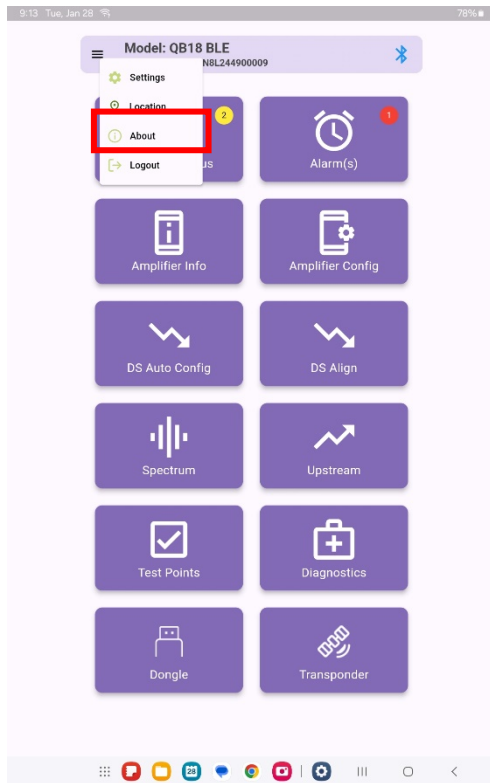 9:13 Tue, Jan 28
78%
Model: QB18 BLE
N8L244900009
Settings
Location
About
Logout
2
us
1
Alarm(s)
Amplifier Info
Amplifier Config
DS Auto Config
DS Align
Spectrum
Upstream
Test Points
Diagnostics
Dongle
Transponder
28